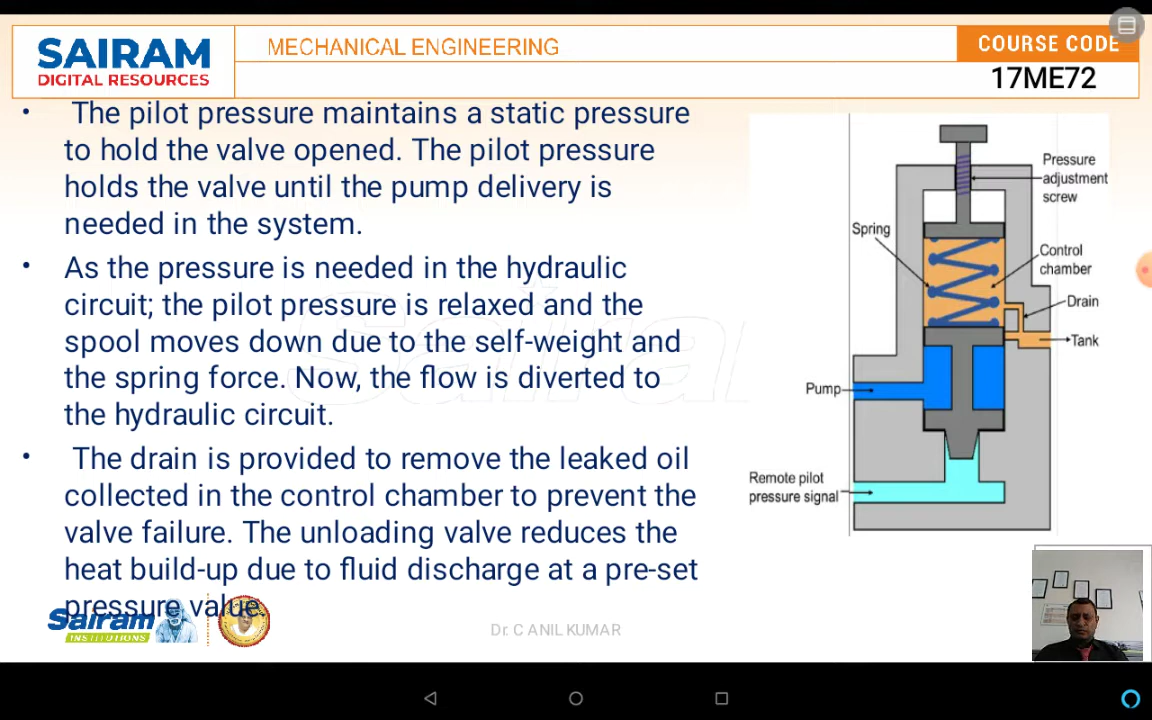 SAIRAM
DIGITAL RESOURCES
MECHANICAL ENGINEERING
COURSE CODE
17ME72
• The pilot pressure maintains a static pressure
to hold the valve opened. The pilot pressure
holds the valve until the pump delivery is
needed in the system.
• As the pressure is needed in the hydraulic
circuit; the pilot pressure is relaxed and the
spool moves down due to the self-weight and
the spring force. Now, the flow is diverted to
the hydraulic circuit.
• The drain is provided to remove the leaked oil
collected in the control chamber to prevent the
valve failure. The unloading valve reduces the
heat build-up due to fluid discharge at a pre-set
pressure value.
Pressure
adjustment
screw
Spring
Control
chamber
Drain
Tank
Pump
Remote pilot
pressure signal
Sairam
Sairam
INSTITUTIONS
Dr. C ANIL KUMAR